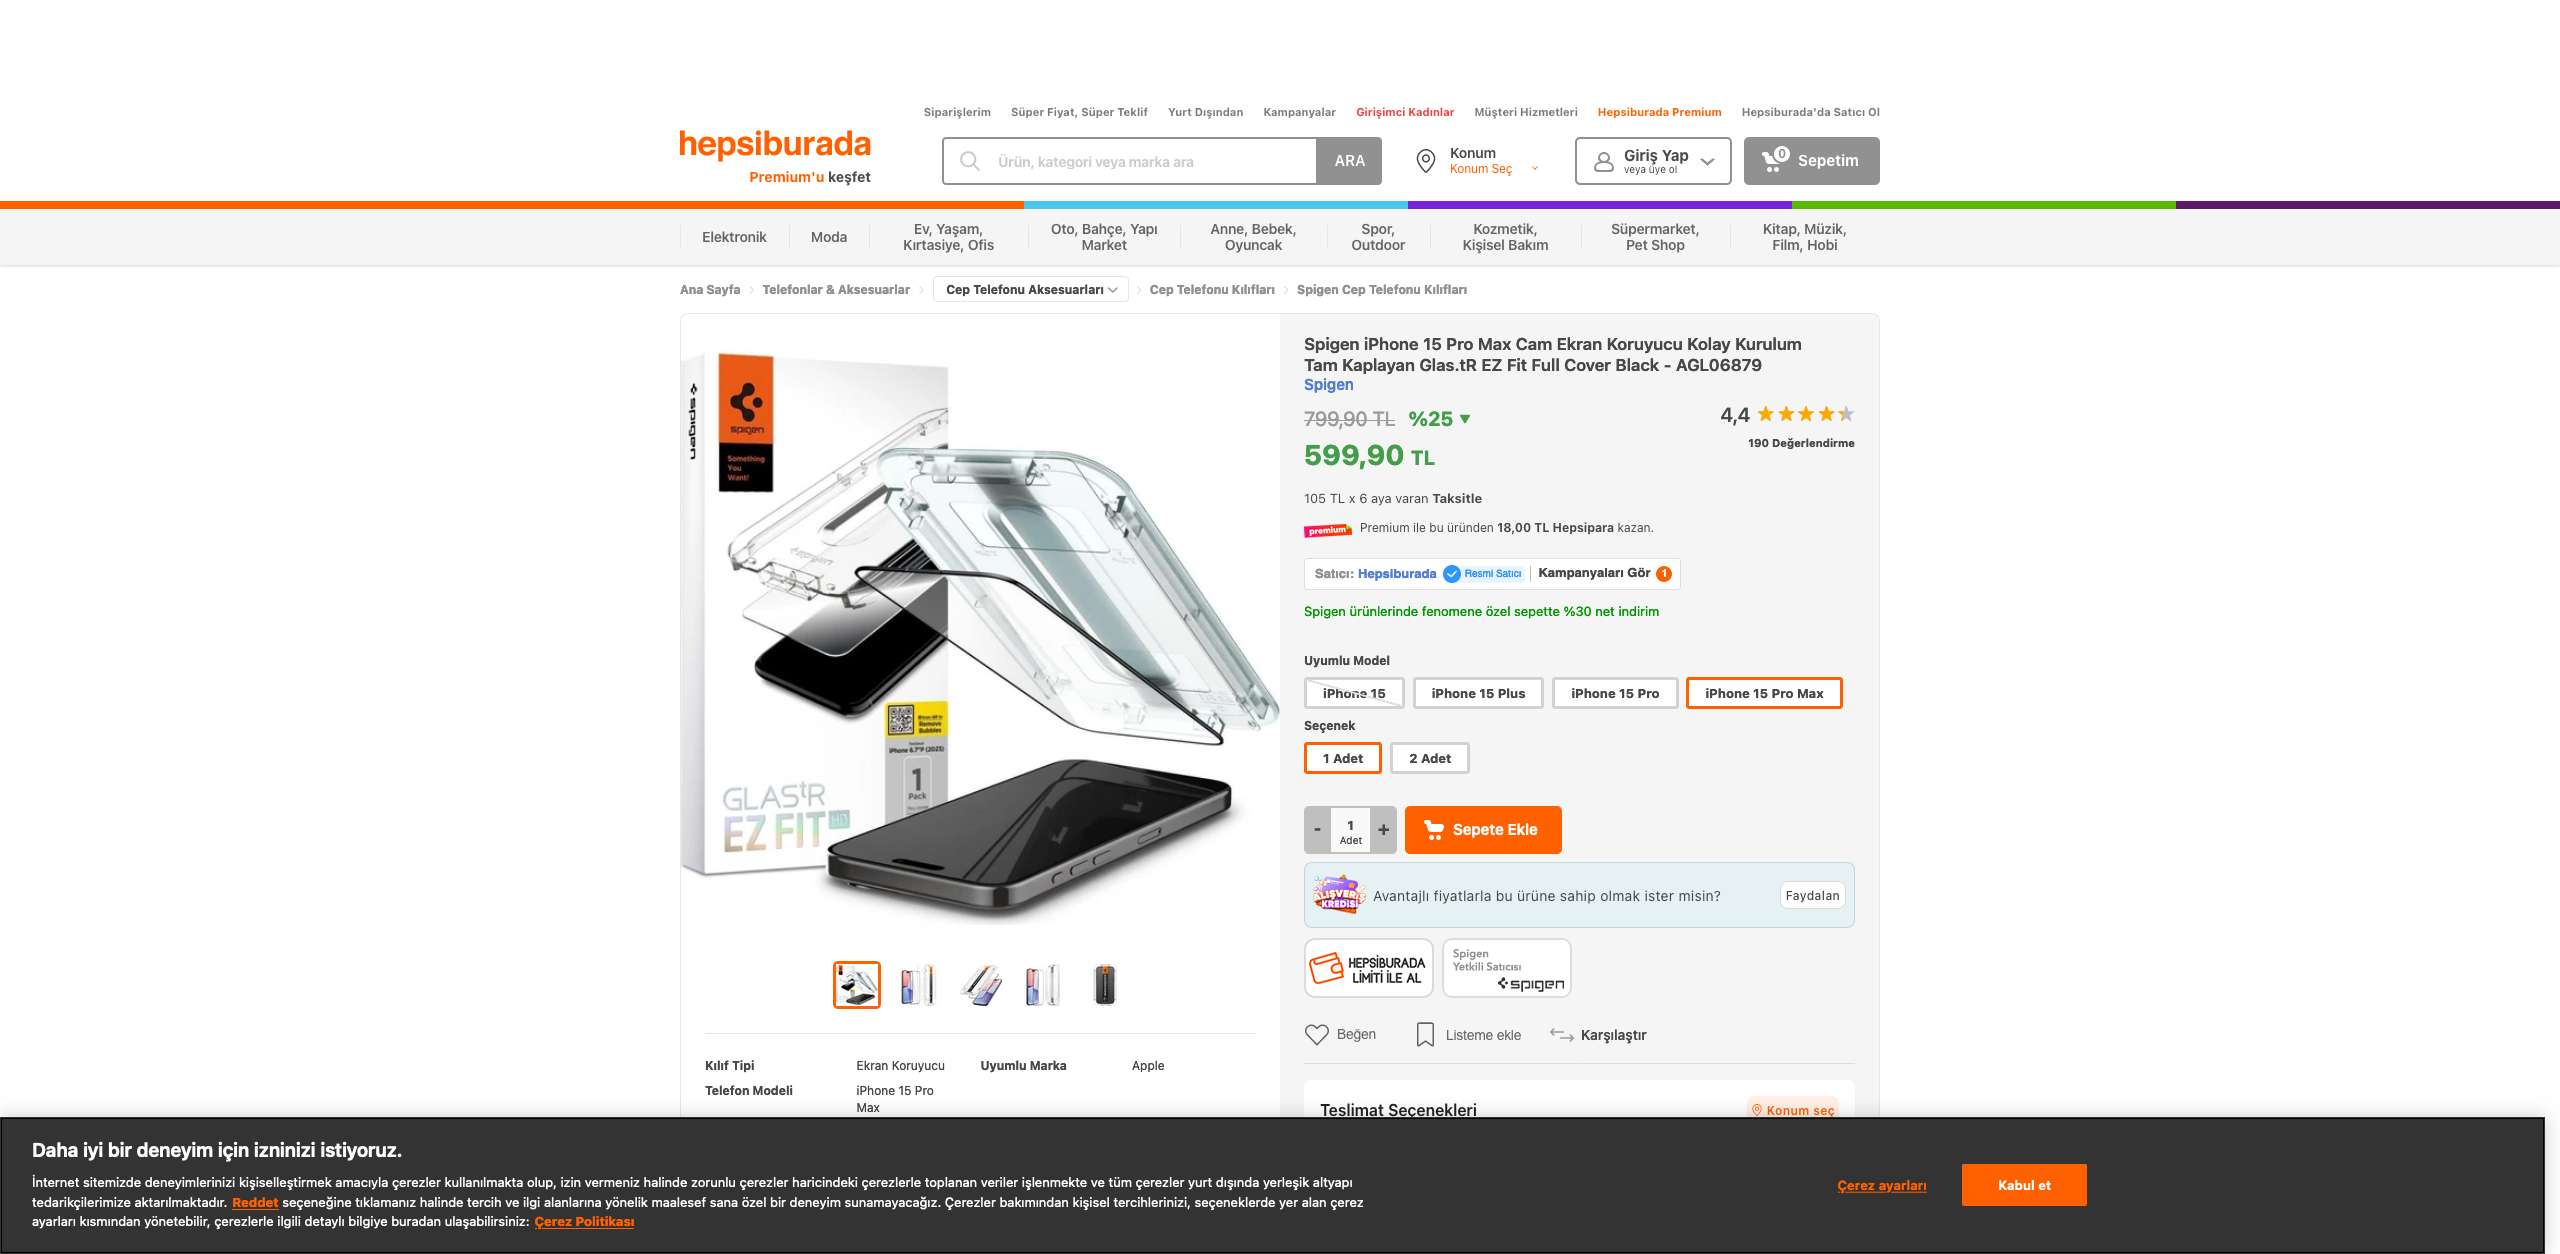 Siparişlerim Süper Fiyat, Süper Teklif Yurt Dışından Kampanyalar Girişimci Kadınlar Müşteri Hizmetleri Hepsiburada Premium Hepsiburada'da Satıcı Ol
hepsiburada
Premium'u keşfet
Ürün, kategori veya marka ara
ARA
Konum
Konum Seç
Giriş Yap
veya üye ol
0
Sepetim
Elektronik
Moda
Ev, Yaşam,
Kırtasiye, Ofis
Oto, Bahçe, Yapı
Market
Anne, Bebek,
Oyuncak
Spor,
Outdoor
Kozmetik,
Kişisel Bakım
Süpermarket,
Pet Shop
Kitap, Müzik,
Film, Hobi
Ana Sayfa Telefonlar & Aksesuarlar Cep Telefonu Aksesuarları Cep Telefonu Kılıfları Spigen Cep Telefonu Kılıfları
spigen
spigen
Something
You
Want!
Remove
Bubbles
iPhone 6.7"P (2023)
1
Pack
GLAStR
EZ FIT HD
Spigen iPhone 15 Pro Max Cam Ekran Koruyucu Kolay Kurulum
Tam Kaplayan Glas.tR EZ Fit Full Cover Black - AGL06879
Spigen
799,90 TL %25
599,90 TL
4,4
190 Değerlendirme
105 TL x 6 aya varan Taksitle
premium Premium ile bu üründen 18,00 TL Hepsipara kazan.
Satıcı: Hepsiburada Resmi Satıcı Kampanyaları Gör 1
Spigen ürünlerinde fenomene özel sepette %30 net indirim
Uyumlu Model
iPhone 15 iPhone 15 Plus iPhone 15 Pro iPhone 15 Pro Max
Seçenek
1 Adet 2 Adet
- 1 +
Adet
Sepete Ekle
ALIŞVERİŞ
KREDİSİ
Avantajlı fiyatlarla bu ürüne sahip olmak ister misin?
Faydalan
HEPSİBURADA
LİMİTİ İLE AL
Spigen
Yetkili Satıcısı
spigen
Beğen Listeme ekle Karşılaştır
Kılıf Tipi Ekran Koruyucu Uyumlu Marka Apple
Telefon Modeli iPhone 15 Pro
Max
Teslimat Seçenekleri Konum seç
Daha iyi bir deneyim için izninizi istiyoruz.
İnternet sitemizde deneyimlerinizi kişiselleştirmek amacıyla çerezler kullanılmakta olup, izin vermeniz halinde zorunlu çerezler haricindeki çerezlerle toplanan veriler işlenmekte ve tüm çerezler yurt dışında yerleşik altyapı
tedarikçilerimize aktarılmaktadır. Reddet seçeneğine tıklamanız halinde tercih ve ilgi alanlarına yönelik maalesef sana özel bir deneyim sunamayacağız. Çerezler bakımından kişisel tercihlerinizi, seçeneklerde yer alan çerez
ayarları kısmından yönetebilir, çerezlerle ilgili detaylı bilgiye buradan ulaşabilirsiniz: Çerez Politikası
Çerez ayarları
Kabul et